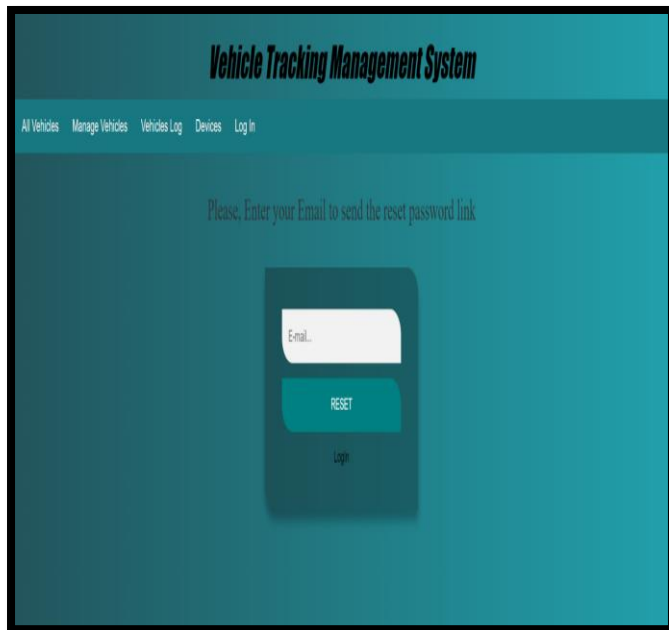 Vehicle Tracking Management System
All Vehicles Manage Vehicles Vehicles Log Devices Log In
Please, Enter your Email to send the reset password link
E-mail...
RESET
LogIn